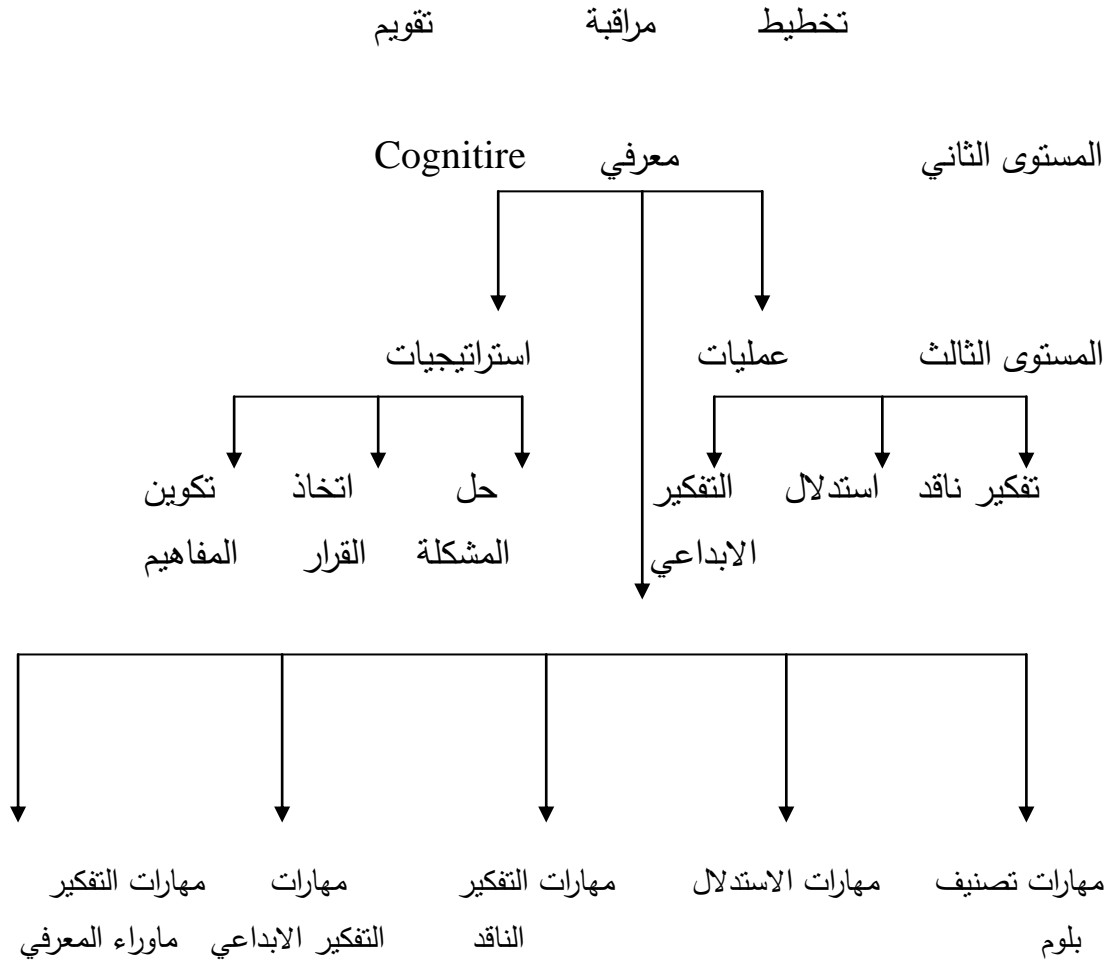 تخطيط مراقبة تقويم
المستوى الثاني معرفي Cognitire
المستوى الثالث عمليات استراتيجيات
تفكير ناقد استدلال التفكير حل اتخاذ تكوين
الابداعي المشكلة القرار المفاهيم
مهارات تصنيف مهارات الاستدلال مهارات التفكير مهارات مهارات التفكير
بلوم الناقد التفكير الابداعي ماوراء المعرفي